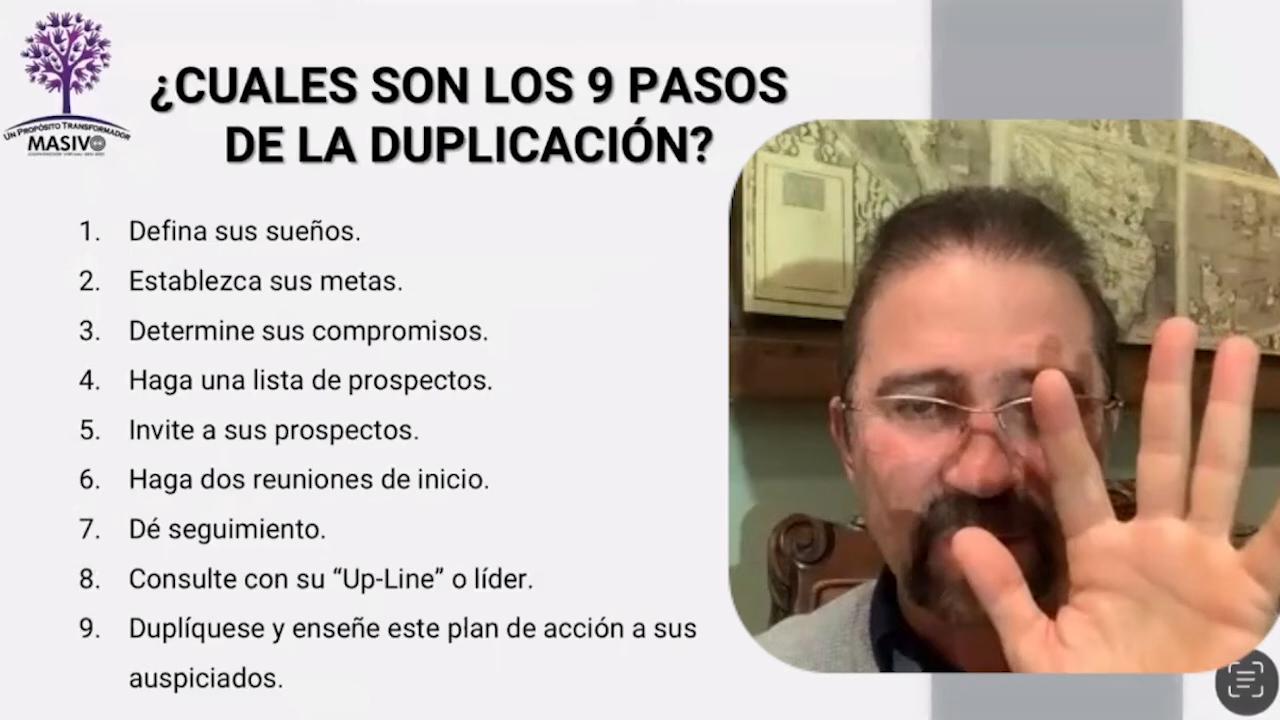 UN PROPÓSITO TRANSFORMADOR
MASIVO
¿CUALES SON LOS 9 PASOS
DE LA DUPLICACIÓN?
1. Defina sus sueños.
2. Establezca sus metas.
3. Determine sus compromisos.
4. Haga una lista de prospectos.
5. Invite a sus prospectos.
6. Haga dos reuniones de inicio.
7. Dé seguimiento.
8. Consulte con su “Up-Line” o líder.
9. Duplíquese y enseñe este plan de acción a sus
auspiciados.